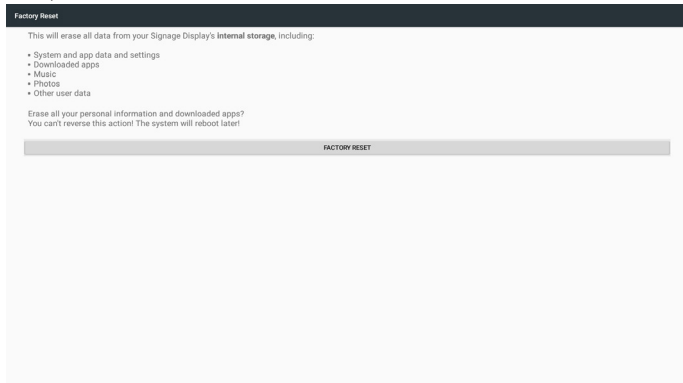 Factory Reset
This will erase all data from your Signage Display's internal storage, including:
• System and app data and settings
• Downloaded apps
• Music
• Photos
• Other user data
Erase all your personal information and downloaded apps?
You can't reverse this action! The system will reboot later!
FACTORY RESET